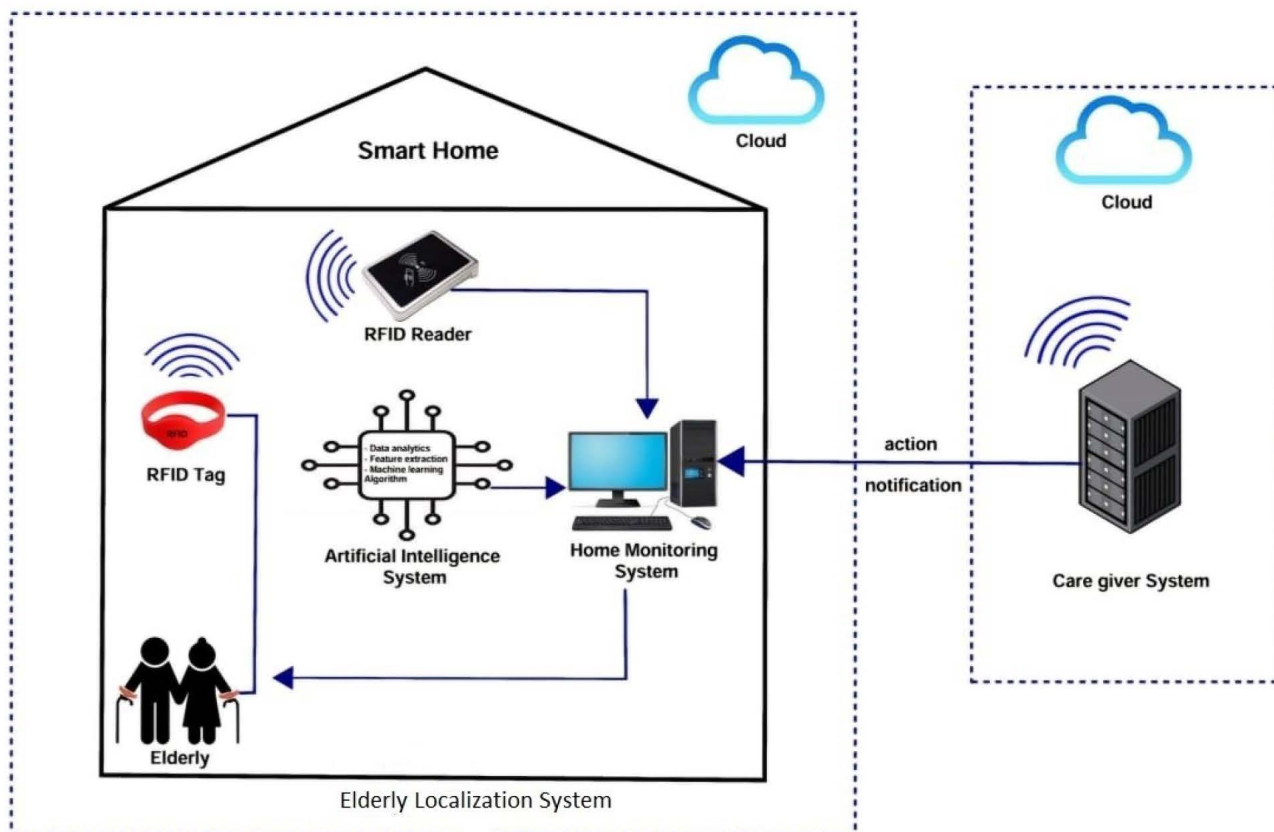 Cloud
Smart Home
Cloud
RFID Reader
RFID
RFID Tag
- Data analytics
- Feature extraction
- Machine learning
Algorithm
Artificial Intelligence
System
Home Monitoring
System
action
notification
Care giver System
Elderly
Elderly Localization System